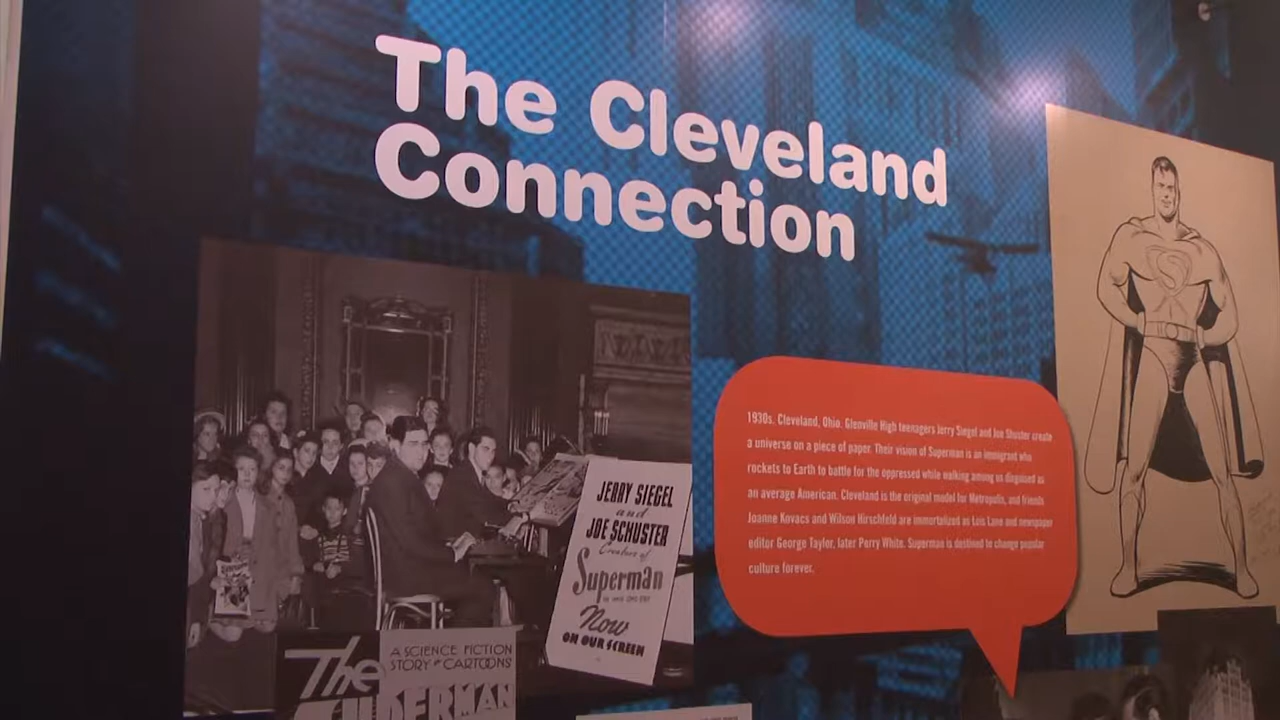 The Cleveland
Connection
JERRY SIEGEL
and
JOE SCHUSTER
Creators of
Superman
Now
ON OUR SCREEN
1930s. Cleveland, Ohio. Glenville High teenagers Jerry Siegel and Joe Shuster create
a universe on a piece of paper. Their vision of Superman is an immigrant who
rockets to Earth to battle for the oppressed while walking among us disguised as
an average American. Cleveland is the original model for Metropolis, and friends
Joanne Kovacs and Wilson Hirschfeld are immortalized as Lois Lane and newspaper
editor George Taylor, later Perry White. Superman is destined to change popular
culture forever.
S
The
A SCIENCE FICTION
STORY in CARTOONS
SUPERMAN